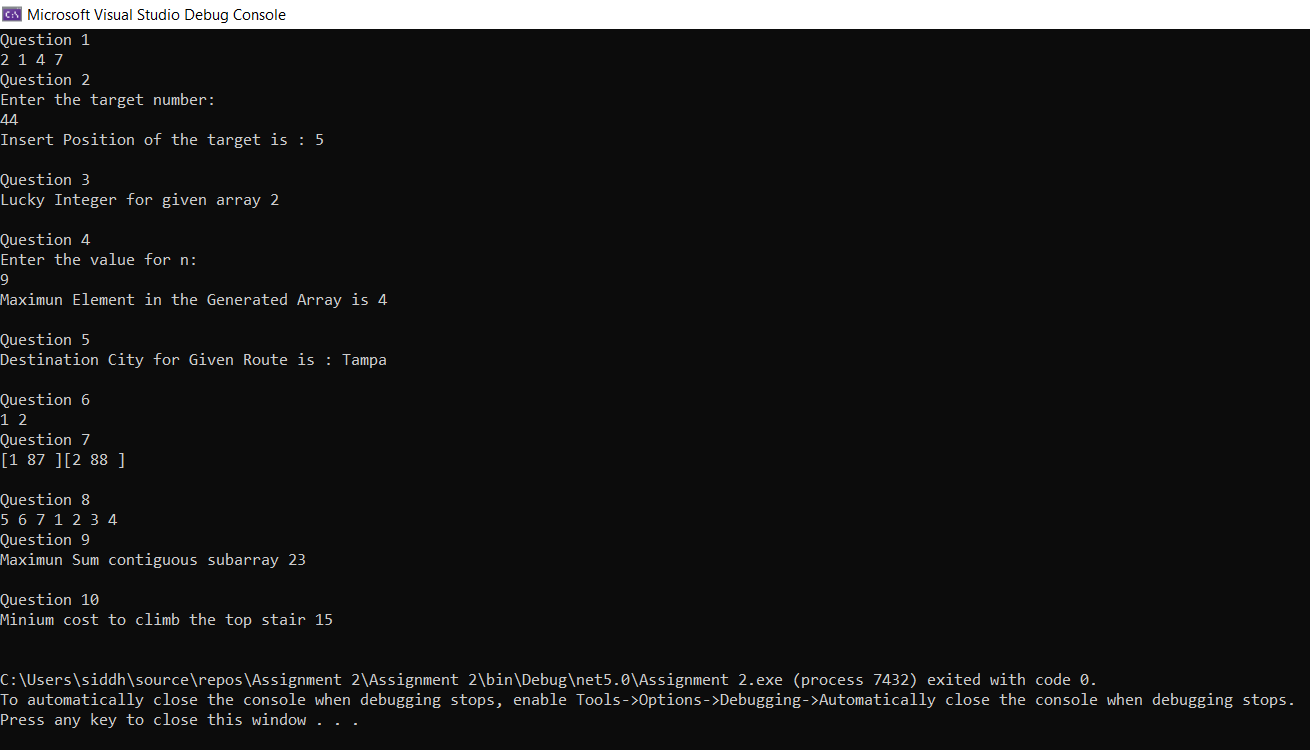 Microsoft Visual Studio Debug Console
Question 1
2 1 4 7
Question 2
Enter the target number:
44
Insert Position of the target is : 5
Question 3
Lucky Integer for given array 2
Question 4
Enter the value for n:
9
Maximun Element in the Generated Array is 4
Question 5
Destination City for Given Route is : Tampa
Question 6
1 2
Question 7
[1 87 ][2 88 ]
Question 8
5 6 7 1 2 3 4
Question 9
Maximun Sum contiguous subarray 23
Question 10
Minium cost to climb the top stair 15
C:\Users\siddh\source\repos\Assignment 2\Assignment 2\bin\Debug\net5.0\Assignment 2.exe (process 7432) exited with code 0.
To automatically close the console when debugging stops, enable Tools->Options->Debugging->Automatically close the console when debugging stops.
Press any key to close this window . . .